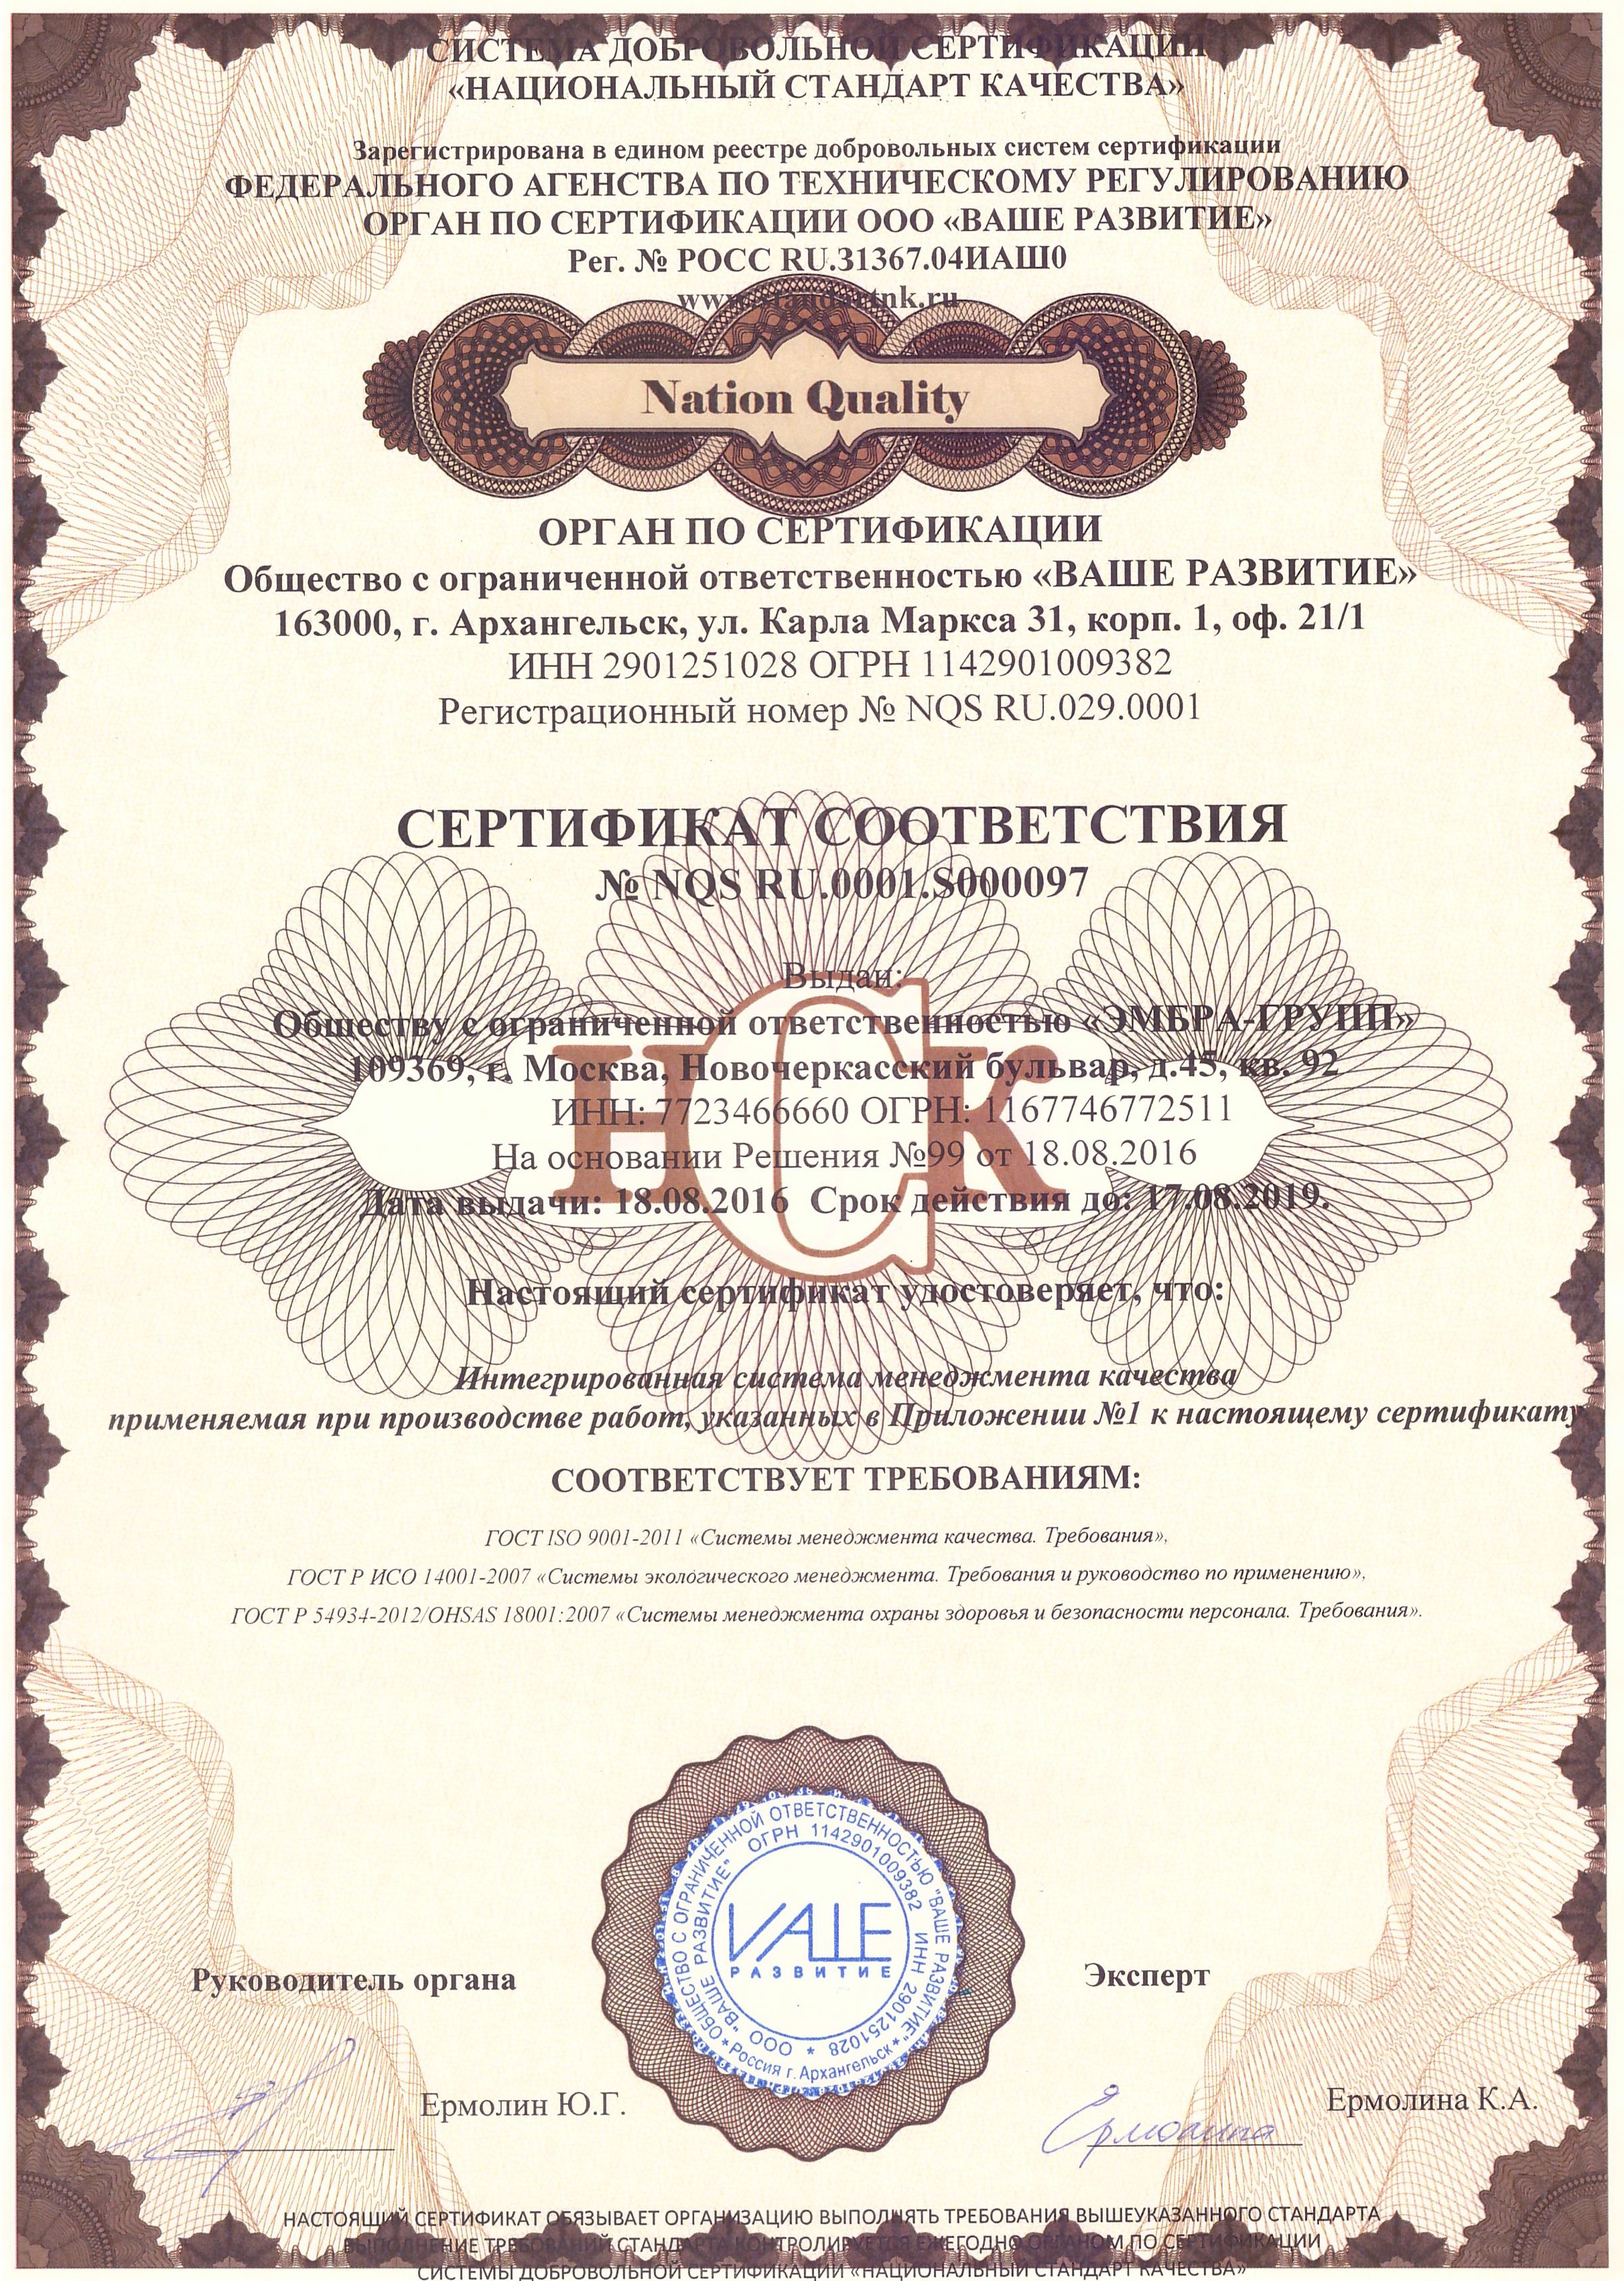 СИСТЕМА ДОБРОВОЛЬНОЙ СЕРТИФИКАЦИИ
«НАЦИОНАЛЬНЫЙ СТАНДАРТ КАЧЕСТВА»
Зарегистрирована в едином реестре добровольных систем сертификации
ФЕДЕРАЛЬНОГО АГЕНСТВА ПО ТЕХНИЧЕСКОМУ РЕГУЛИРОВАНИЮ
ОРГАН ПО СЕРТИФИКАЦИИ ООО «ВАШЕ РАЗВИТИЕ»
Рег. № РОСС RU.31367.04ИАШ0
www.standartnk.ru
Nation Quality
ОРГАН ПО СЕРТИФИКАЦИИ
Общество с ограниченной ответственностью «ВАШЕ РАЗВИТИЕ»
163000, г. Архангельск, ул. Карла Маркса 31, корп. 1, оф. 21/1
ИНН 2901251028 ОГРН 1142901009382
Регистрационный номер № NQS RU.029.0001
СЕРТИФИКАТ СООТВЕТСТВИЯ
№ NQS RU.0001.S000097
Выдан:
Обществу с ограниченной ответственностью «ЭМБРА-ГРУПП»
109369, г. Москва, Новочеркасский бульвар, д.45, кв. 92
ИНН: 7723466660 ОГРН: 1167746772511
На основании Решения №99 от 18.08.2016
Дата выдачи: 18.08.2016 Срок действия до: 17.08.2019.
НСК
Настоящий сертификат удостоверяет, что:
Интегрированная система менеджмента качества
применяемая при производстве работ, указанных в Приложении №1 к настоящему сертификату
СООТВЕТСТВУЕТ ТРЕБОВАНИЯМ:
ГОСТ ISO 9001-2011 «Системы менеджмента качества. Требования»,
ГОСТ Р ИСО 14001-2007 «Системы экологического менеджмента. Требования и руководство по применению»,
ГОСТ Р 54934-2012/OHSAS 18001:2007 «Системы менеджмента охраны здоровья и безопасности персонала. Требования».
ОБЩЕСТВО С ОГРАНИЧЕННОЙ ОТВЕТСТВЕННОСТЬЮ "ВАШЕ РАЗВИТИЕ"
* Россия г. Архангельск *
ООО "ВАШЕ РАЗВИТИЕ" ОГРН 1142901009382 ИНН 2901251028 *
ВАШЕ
РАЗВИТИЕ
Руководитель органа
Эксперт
Ермолин Ю.Г.
Ермолина
Ермолина К.А.
НАСТОЯЩИЙ СЕРТИФИКАТ ОБЯЗЫВАЕТ ОРГАНИЗАЦИЮ ВЫПОЛНЯТЬ ТРЕБОВАНИЯ ВЫШЕУКАЗАННОГО СТАНДАРТА
ВЫПОЛНЕНИЕ ТРЕБОВАНИЙ СТАНДАРТА КОНТРОЛИРУЕТСЯ ЕЖЕГОДНО ОРГАНОМ ПО СЕРТИФИКАЦИИ
СИСТЕМЫ ДОБРОВОЛЬНОЙ СЕРТИФИКАЦИИ «НАЦИОНАЛЬНЫЙ СТАНДАРТ КАЧЕСТВА»